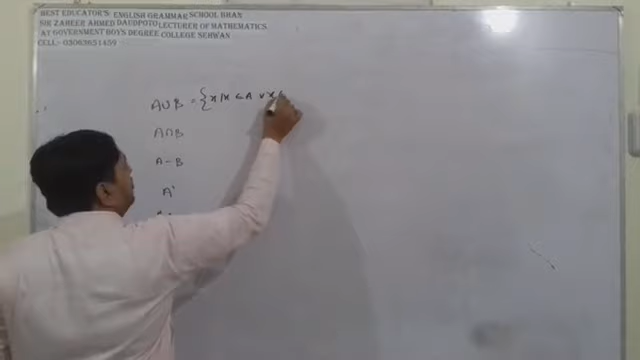 BEST EDUCATOR'S ENGLISH GRAMMAR SCHOOL BHAN
SIR ZAHEER AHMED DAUDPOTO LECTURER OF MATHEMATICS
AT GOVERNMENT BOYS DEGREE COLLEGE SEHWAN
CELL:- 03063651459
A∪B = {x/x ∈ A ∨ x ∈
A∩B
A-B